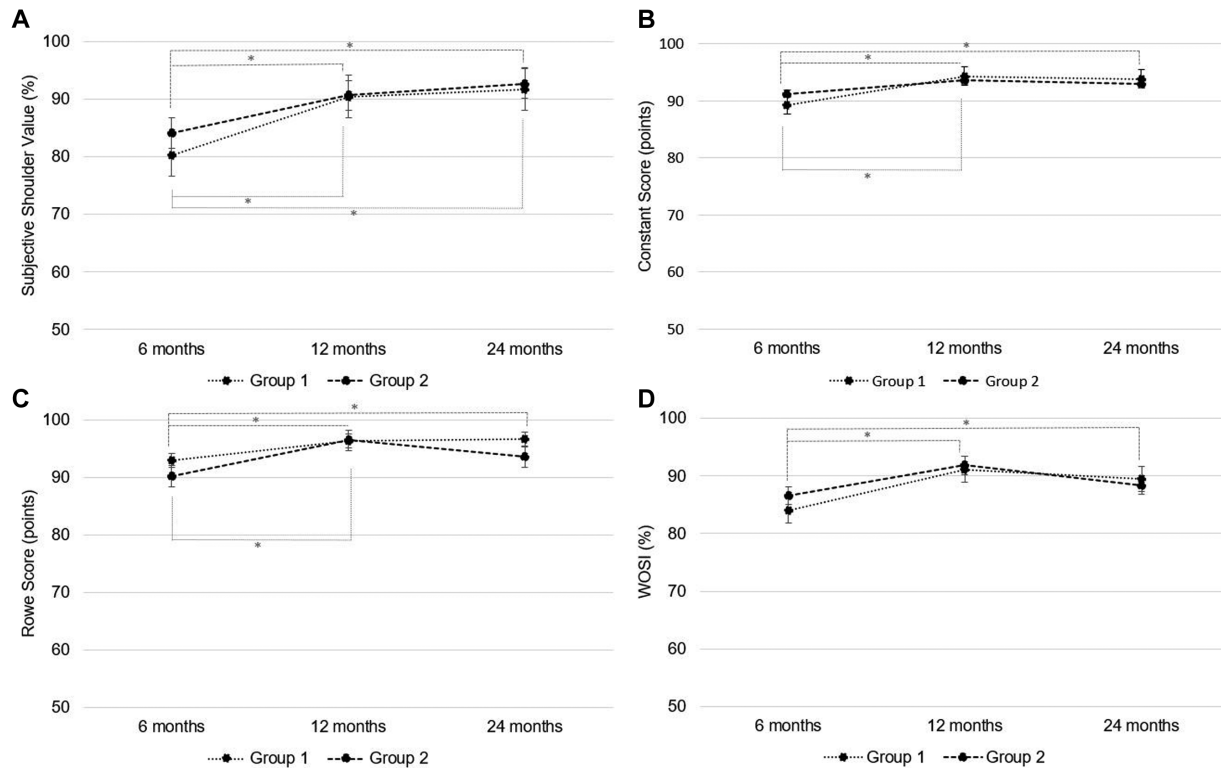 A
Subjective Shoulder Value (%)
100
90
80
70
60
50
*
*
*
*
6 months 12 months 24 months
Group 1 Group 2
B
Constant Score (points)
100
90
80
70
60
50
*
*
*
6 months 12 months 24 months
Group 1 Group 2
C
Rowe Score (points)
100
90
80
70
60
50
*
*
*
6 months 12 months 24 months
Group 1 Group 2
D
WOSI (%)
100
90
80
70
60
50
*
*
6 months 12 months 24 months
Group 1 Group 2